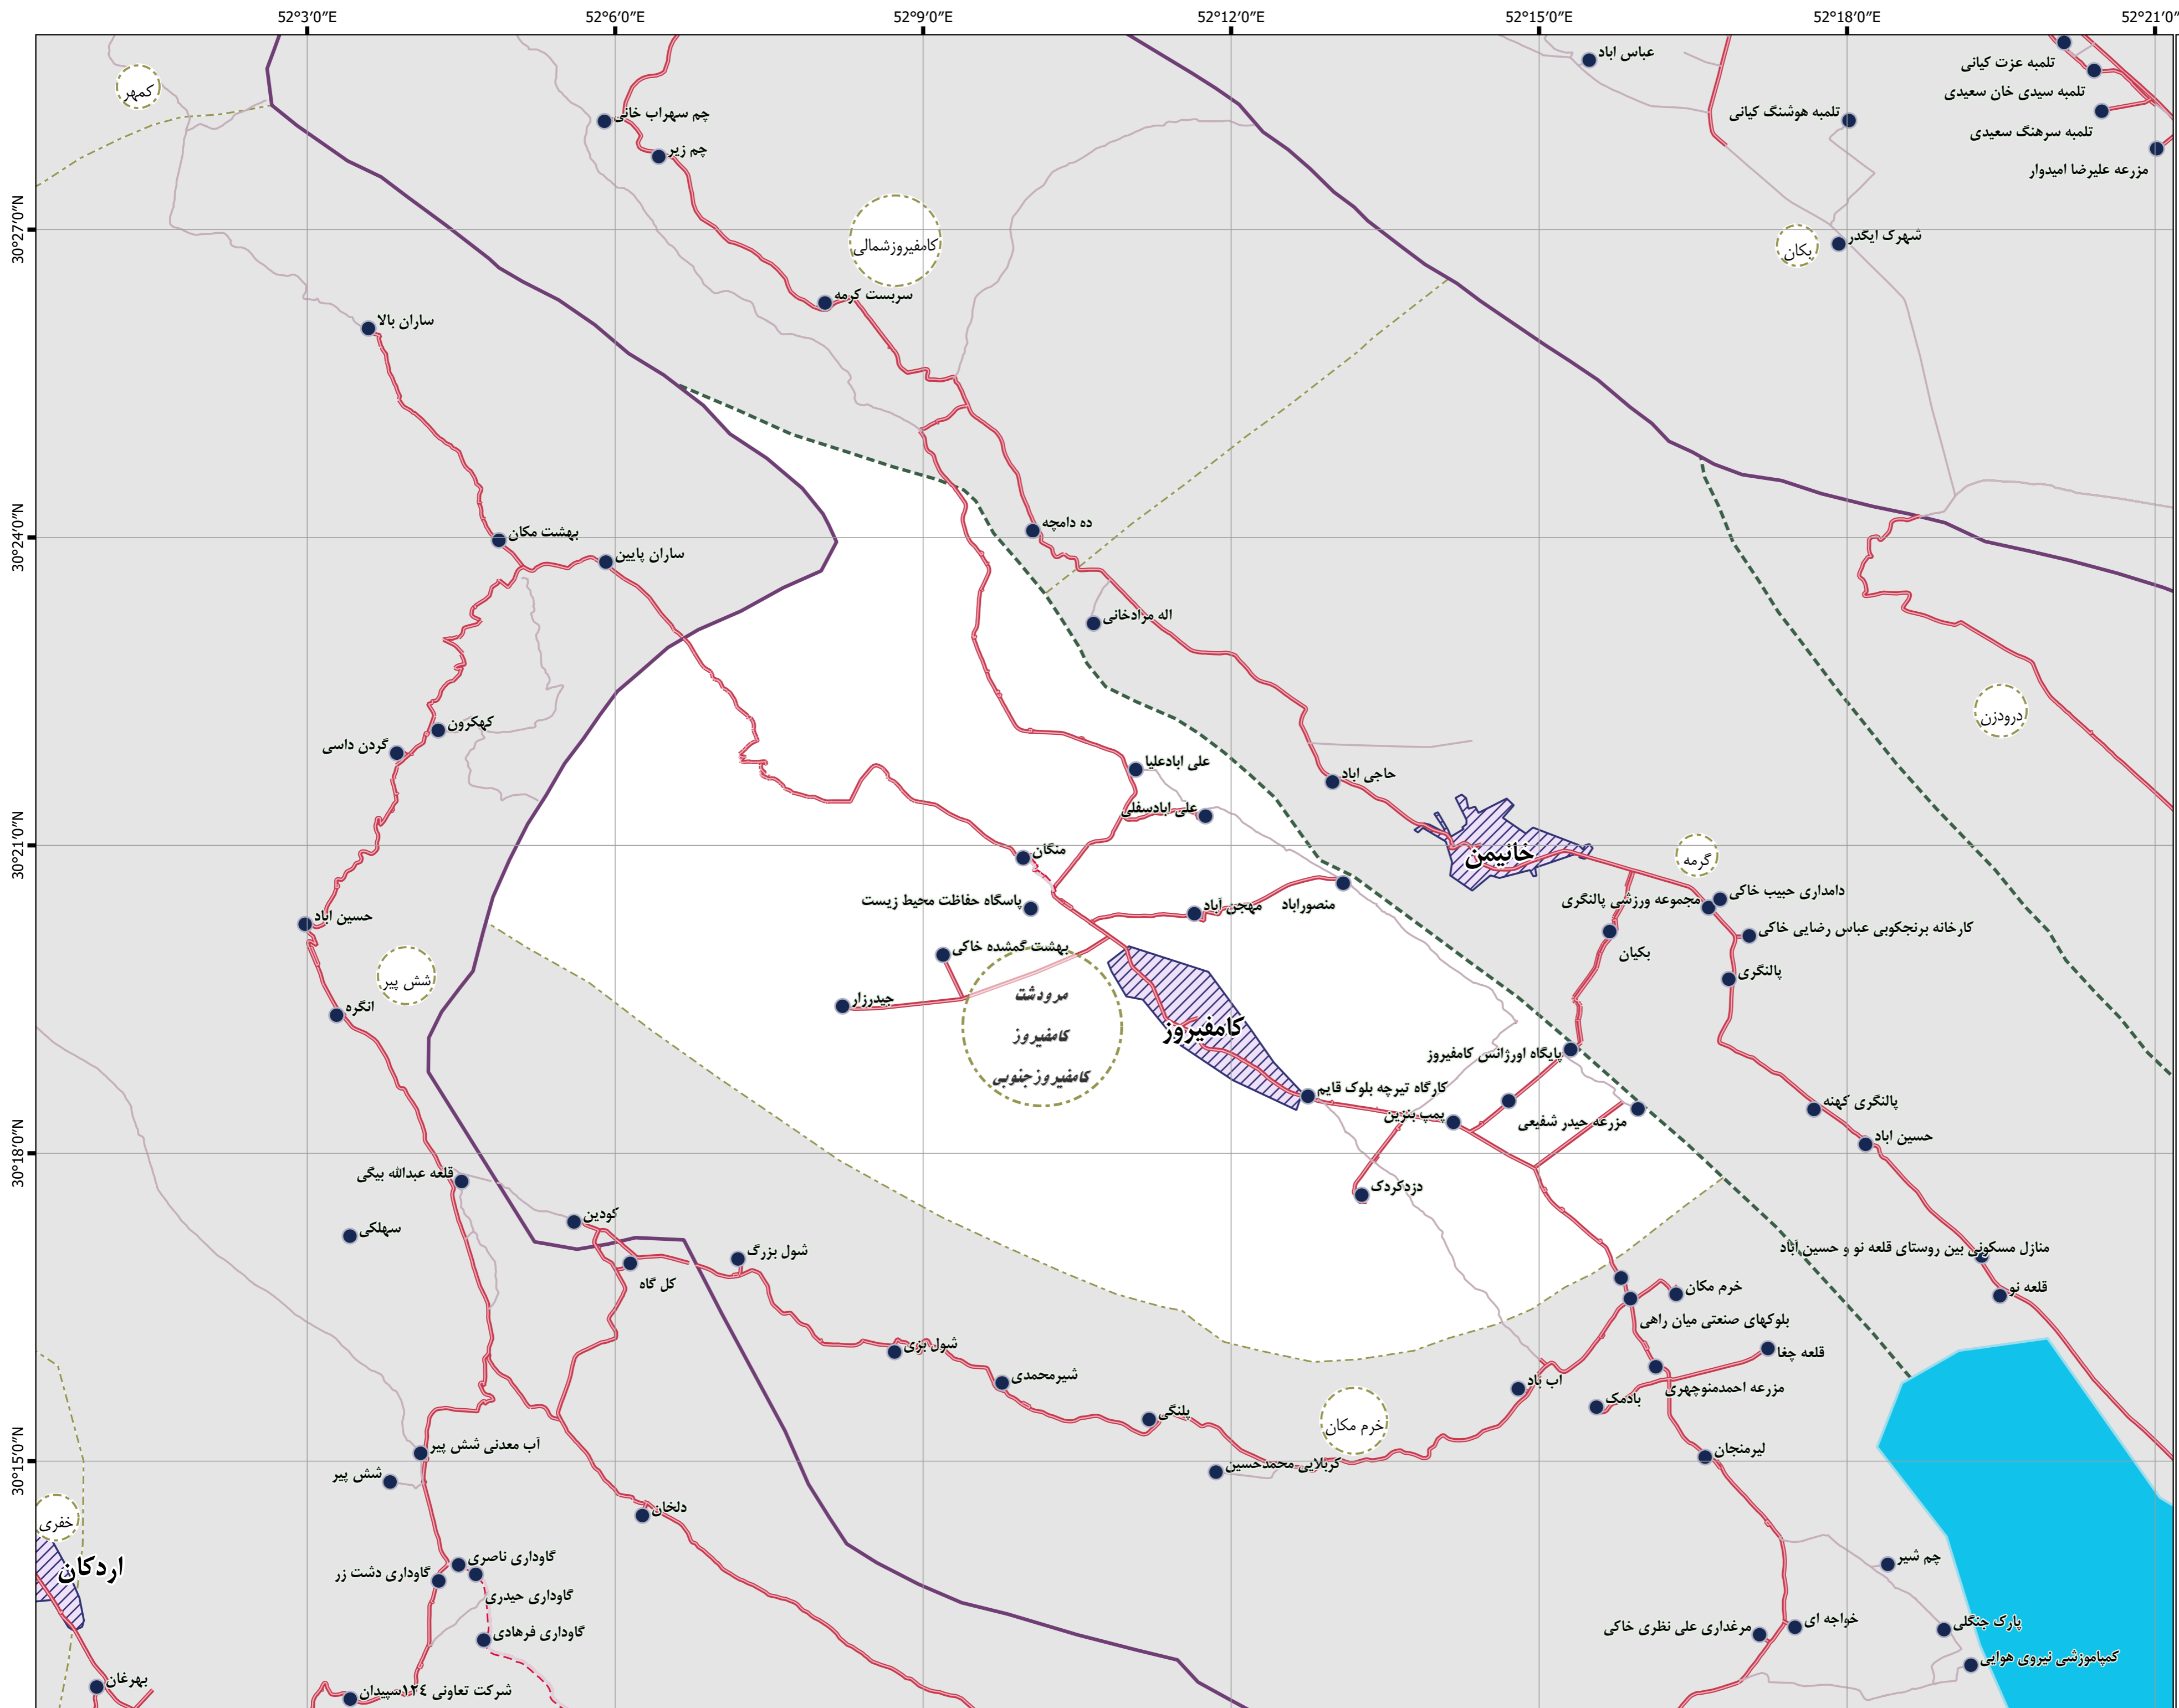 52°3'0"E
52°6'0"E
52°9'0"E
52°12'0"E
52°15'0"E
52°18'0"E
30°27'0"N
30°24'0"N
30°21'0"N
30°18'0"N
30°15'0"N
کمهر
چم سهراب خانی
چم زیر
عباس اباد
تلمبه عزت کیانی
تلمبه سیدی خان سعیدی
تلمبه هوشنگ کیانی
تلمبه سرهنگ سعیدی
مزرعه علیرضا امیدوار
کامفیروزشمالی
شهرک ایگدر
بکان
سربست کرمه
ساران بالا
ده دامچه
بهشت مکان
ساران پایین
اله مرادخانی
درودزن
کهکرون
گردن داسی
علی ابادعلیا
حاجی اباد
علی ابادسفلی
منگان
خانیمن
گرمه
دامداری حبیب خاکی
پاسگاه حفاظت محیط زیست
مجموعه ورزشی پالنگری
مهجن آباد
منصوراباد
حسین اباد
کارخانه برنجکوبی عباس رضایی خاکی
بهشت گمشده خاکی
بکیان
شش پیر
پالنگری
جیدرزار
مرودشت
کامفیروز
کامفیروزجنوبی
انگره
کامفیروز
پایگاه اورژانس کامفیروز
کارگاه تیرچه بلوک قایم
پالنگری کهنه
پمپ بنزین
مزرعه حیدر شفیعی
حسین اباد
قلعه عبدالله بیگی
دزدکردک
کودین
سهلکی
شول بزرگ
منازل مسکونی بین روستای قلعه نو و حسین آباد
کل گاه
خرم مکان
قلعه نو
بلوکهای صنعتی میان راهی
شول بزی
قلعه چغا
شیرمحمدی
اب باد
مزرعه احمدمنوچهری
بادمک
پلنگی
خرم مکان
آب معدنی شش پیر
لیرمنجان
شش پیر
کربلایی محمدحسین
خفری
دلخان
گاوداری ناصری
چم شیر
اردکان
گاوداری دشت زر
گاوداری حیدری
خواجه ای
پارک جنگلی
گاوداری فرهادی
مرغداری علی نظری خاکی
کمپاموزشی نیروی هوایی
بهرغان
شرکت تعاونی ۱۲۴سپیدان